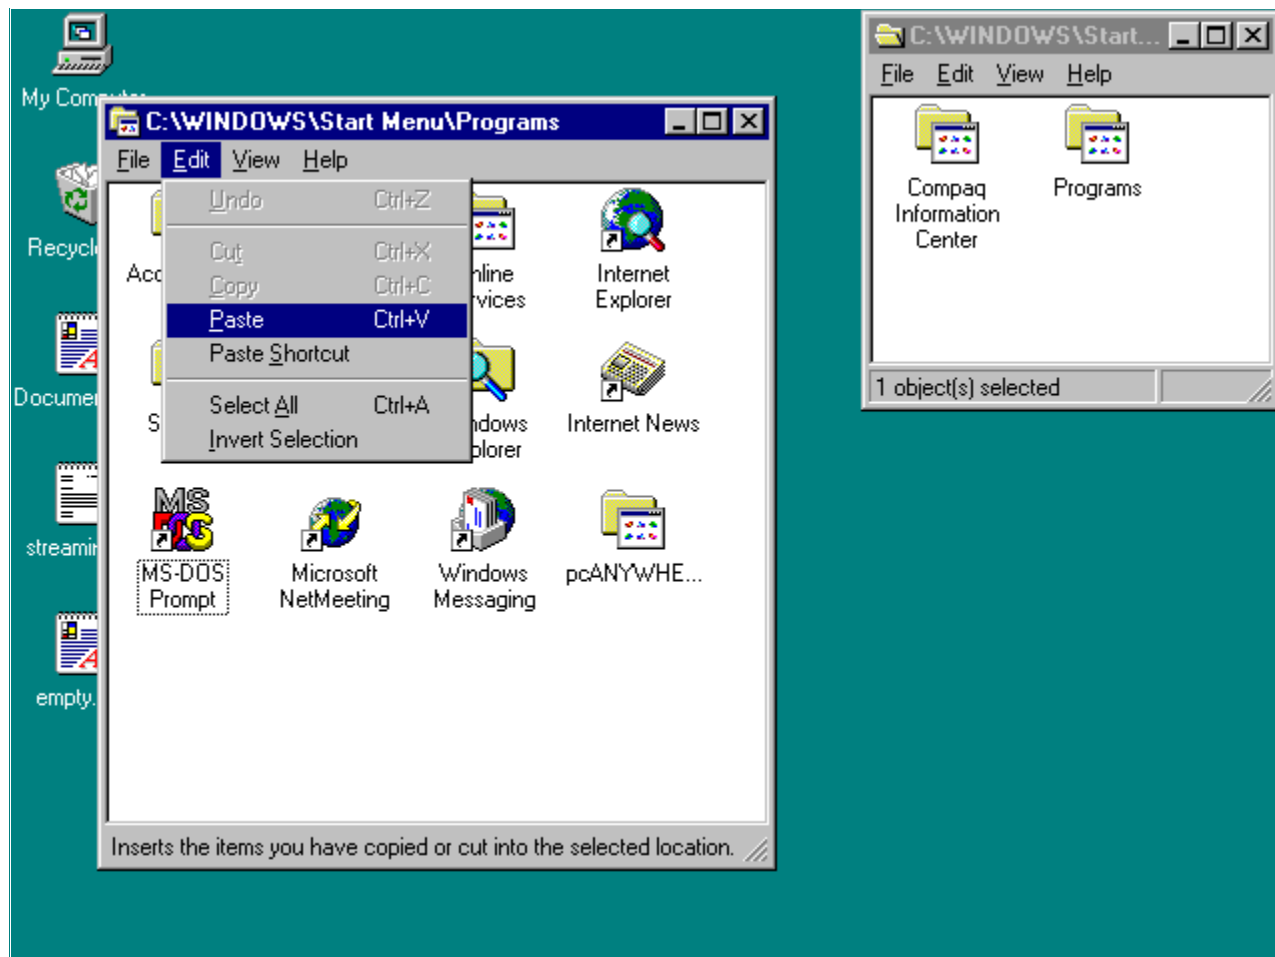 My Com
Recycl
Documen
streamin
empty.
C:\WINDOWS\Start Menu\Programs
File Edit View Help
Undo Ctrl+Z
Cut Ctrl+X
Copy Ctrl+C
Paste Ctrl+V
Paste Shortcut
Select All Ctrl+A
Invert Selection
Acc
nline
vices
Internet
Explorer
S
ndows
plorer
Internet News
MS
MS-DOS
Prompt
Microsoft
NetMeeting
Windows
Messaging
pcANYWHE...
Inserts the items you have copied or cut into the selected location.
C:\WINDOWS\Start...
File Edit View Help
Compaq
Information
Center
Programs
1 object(s) selected